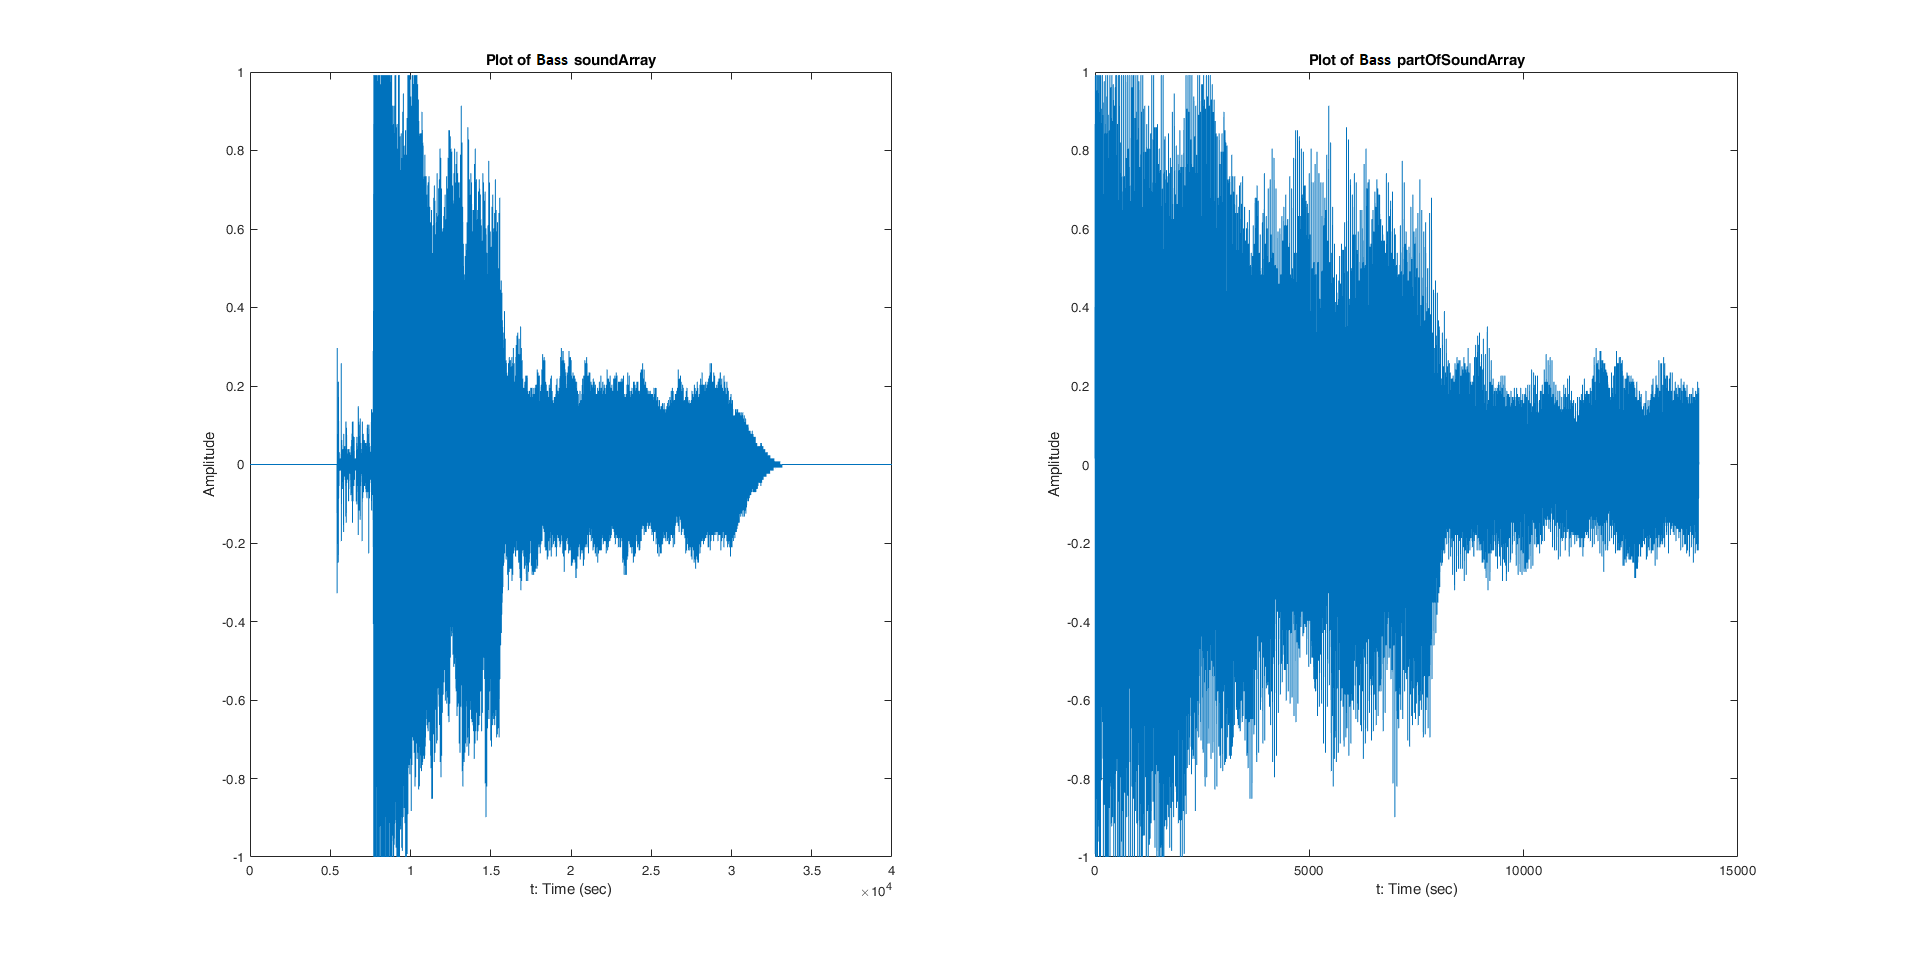 Plot of Bass soundArray
1
0.8
0.6
0.4
0.2
0
-0.2
-0.4
-0.6
-0.8
-1
Amplitude
0 0.5 1 1.5 2 2.5 3 3.5 4
t: Time (sec)
×10⁴
Plot of Bass partOfSoundArray
1
0.8
0.6
0.4
0.2
0
-0.2
-0.4
-0.6
-0.8
-1
Amplitude
0 5000 10000 15000
t: Time (sec)